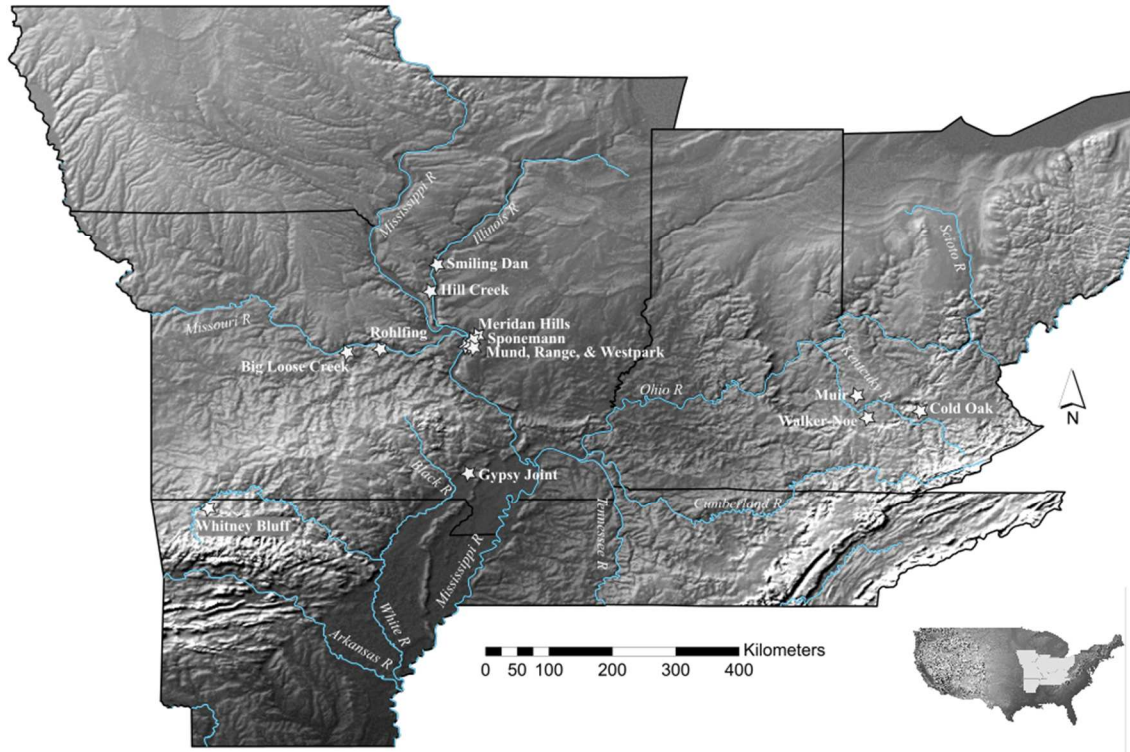 Mississippi R
Illinois R
Scioto R
Smiling Dan
Hill Creek
Missouri R
Rohlfing
Meridan Hills
Sponemann
Mund, Range, & Westpark
Big Loose Creek
Kentucky R
Ohio R
Muir
Cold Oak
Walker-Noe
N
Black R
Gypsy Joint
Cumberland R
Tennessee R
Whitney Bluff
Mississippi R
White R
Arkansas R
Kilometers
0 50 100 200 300 400